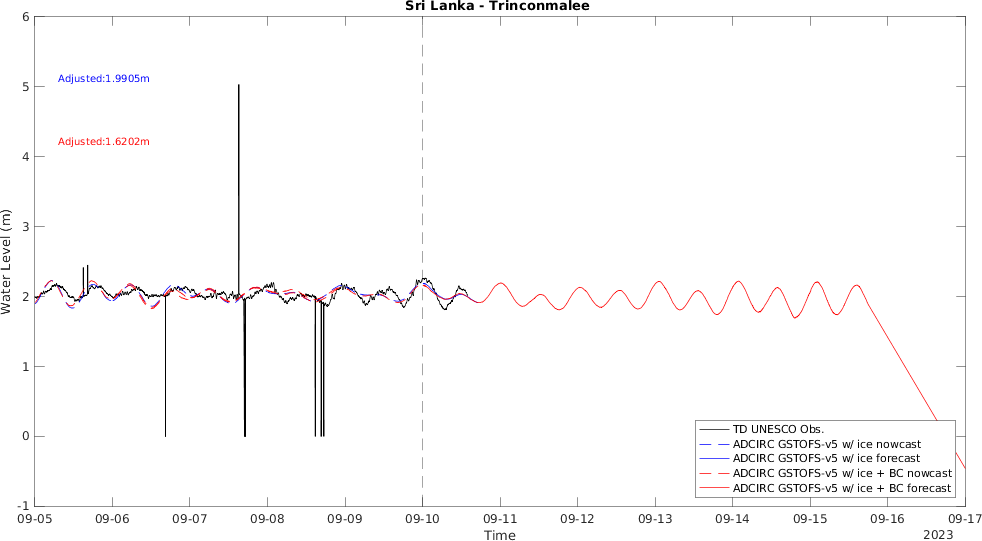 Sri Lanka - Trinconmalee
6
5
4
3
2
1
0
-1
Water Level (m)
Adjusted:1.9905m
Adjusted:1.6202m
TD UNESCO Obs.
ADCIRC GSTOFS-v5 w/ ice nowcast
ADCIRC GSTOFS-v5 w/ ice forecast
ADCIRC GSTOFS-v5 w/ ice + BC nowcast
ADCIRC GSTOFS-v5 w/ ice + BC forecast
09-05 09-06 09-07 09-08 09-09 09-10 09-11 09-12 09-13 09-14 09-15 09-16 09-17
Time
2023